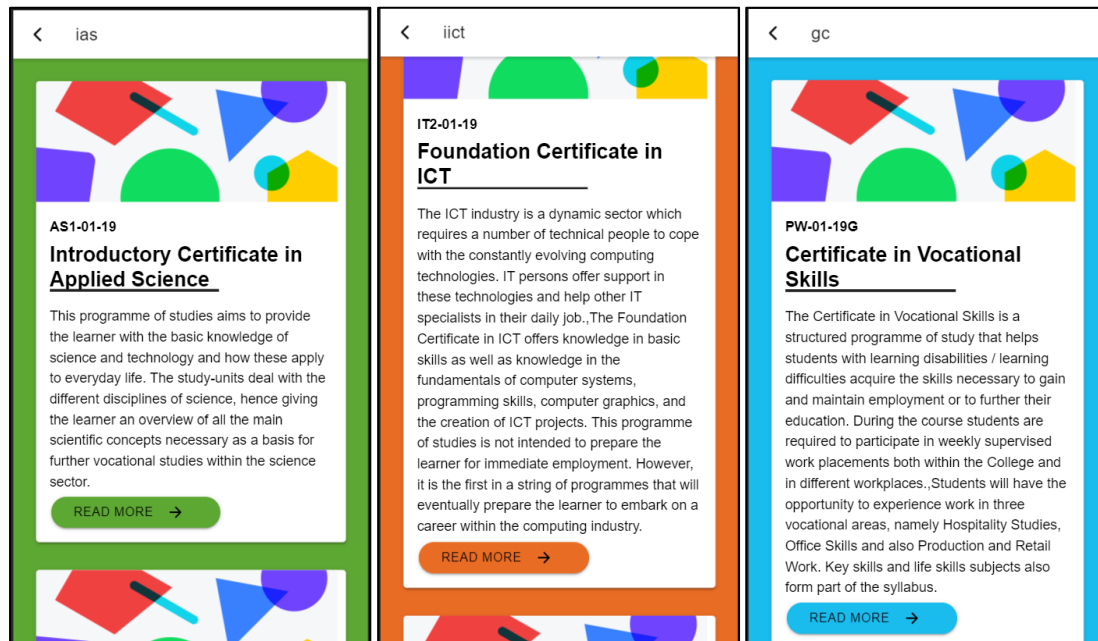 ias
AS1-01-19
Introductory Certificate in
Applied Science
This programme of studies aims to provide
the learner with the basic knowledge of
science and technology and how these apply
to everyday life. The study-units deal with the
different disciplines of science, hence giving
the learner an overview of all the main
scientific concepts necessary as a basis for
further vocational studies within the science
sector.
READ MORE →
iict
IT2-01-19
Foundation Certificate in
ICT
The ICT industry is a dynamic sector which
requires a number of technical people to cope
with the constantly evolving computing
technologies. IT persons offer support in
these technologies and help other IT
specialists in their daily job.,The Foundation
Certificate in ICT offers knowledge in basic
skills as well as knowledge in the
fundamentals of computer systems,
programming skills, computer graphics, and
the creation of ICT projects. This programme
of studies is not intended to prepare the
learner for immediate employment. However,
it is the first in a string of programmes that will
eventually prepare the learner to embark on a
career within the computing industry.
READ MORE →
gc
PW-01-19G
Certificate in Vocational
Skills
The Certificate in Vocational Skills is a
structured programme of study that helps
students with learning disabilities / learning
difficulties acquire the skills necessary to gain
and maintain employment or to further their
education. During the course students are
required to participate in weekly supervised
work placements both within the College and
in different workplaces.,Students will have the
opportunity to experience work in three
vocational areas, namely Hospitality Studies,
Office Skills and also Production and Retail
Work. Key skills and life skills subjects also
form part of the syllabus.
READ MORE →